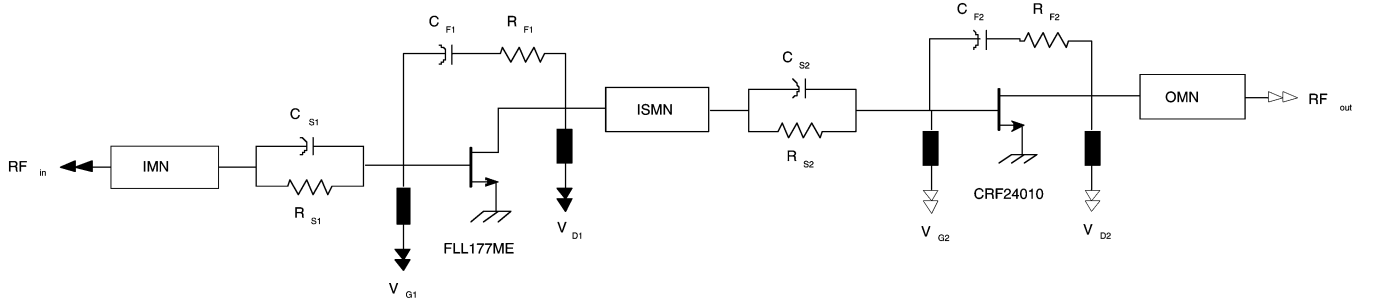 C F1
R F1
C F2
R F2
C S2
C S1
ISMN
OMN
RF out
RF in
IMN
R S2
R S1
CRF24010
V D1
V G2
V D2
FLL177ME
V G1